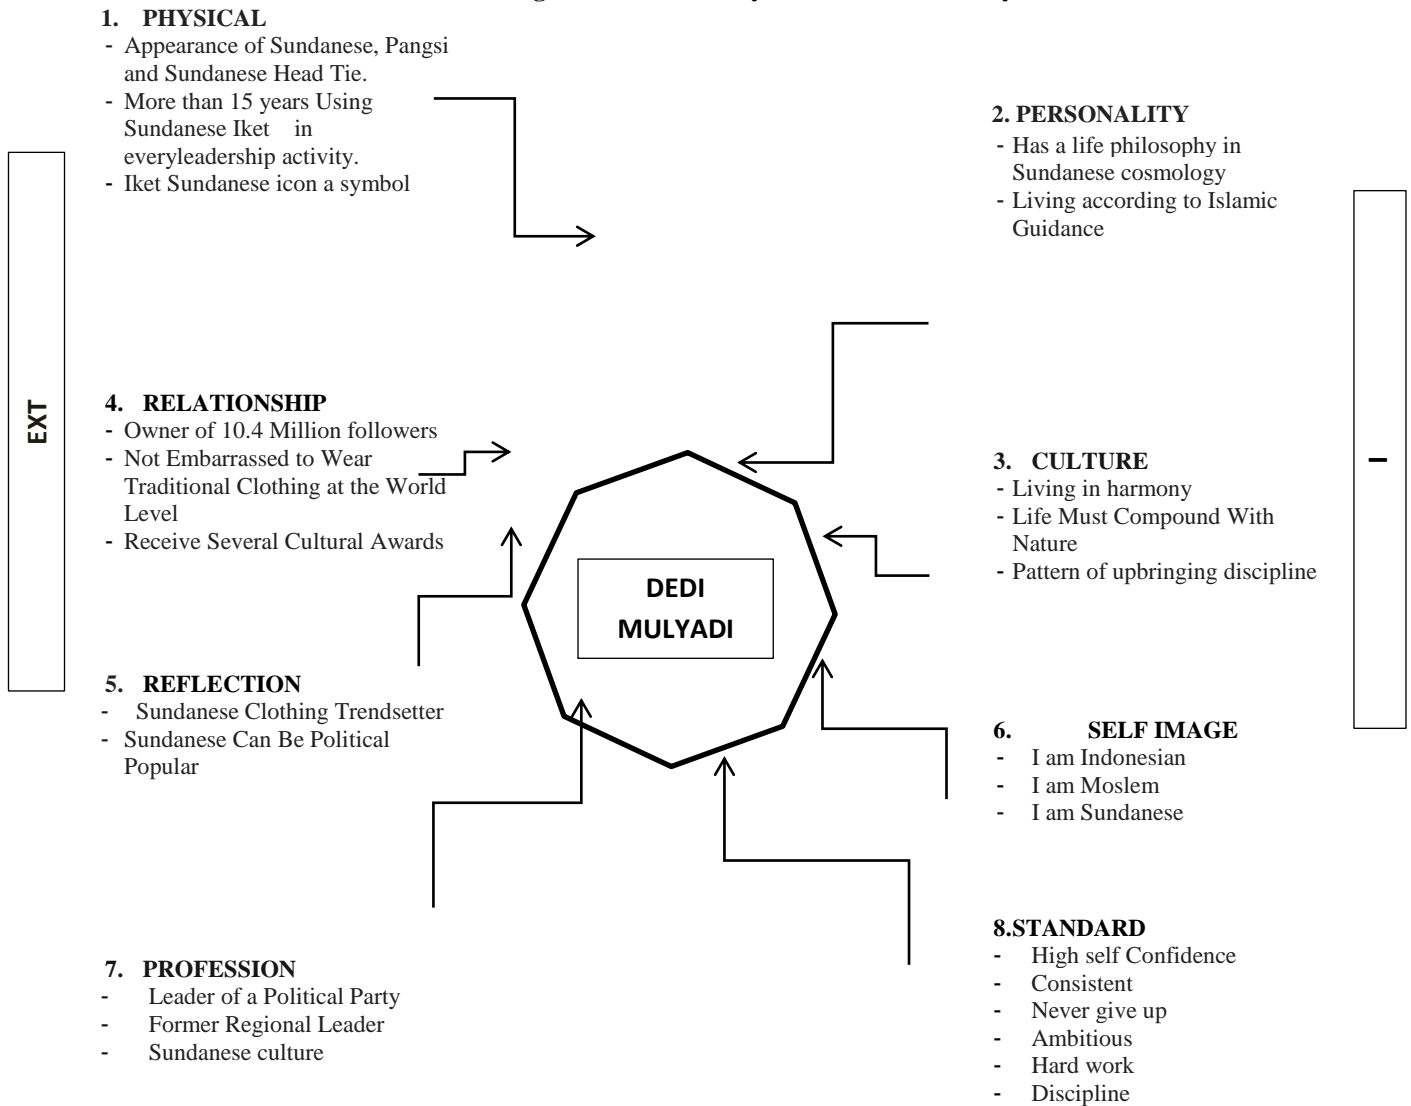 1. PHYSICAL
- Appearance of Sundanese, Pangsi
and Sundanese Head Tie.
- More than 15 years Using
Sundanese Iket in
everyleadership activity.
- Iket Sundanese icon a symbol
2. PERSONALITY
- Has a life philosophy in
Sundanese cosmology
- Living according to Islamic
Guidance
EXT
I
4. RELATIONSHIP
- Owner of 10.4 Million followers
- Not Embarrassed to Wear
Traditional Clothing at the World
Level
- Receive Several Cultural Awards
3. CULTURE
- Living in harmony
- Life Must Compound With
Nature
- Pattern of upbringing discipline
DEDI
MULYADI
5. REFLECTION
- Sundanese Clothing Trendsetter
- Sundanese Can Be Political
Popular
6. SELF IMAGE
- I am Indonesian
- I am Moslem
- I am Sundanese
7. PROFESSION
- Leader of a Political Party
- Former Regional Leader
- Sundanese culture
8.STANDARD
- High self Confidence
- Consistent
- Never give up
- Ambitious
- Hard work
- Discipline